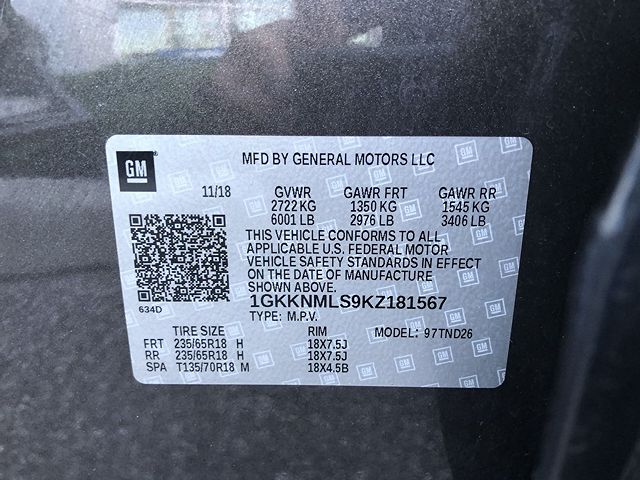 GM
MFD BY GENERAL MOTORS LLC
11/18 GVWR GAWR FRT GAWR RR
2722 KG 1350 KG 1545 KG
6001 LB 2976 LB 3406 LB
THIS VEHICLE CONFORMS TO ALL
APPLICABLE U.S. FEDERAL MOTOR
VEHICLE SAFETY STANDARDS IN EFFECT
ON THE DATE OF MANUFACTURE
SHOWN ABOVE.
1GKKNMLS9KZ181567
634D
TYPE: M.P.V.
TIRE SIZE RIM MODEL: 97TND26
FRT 235/65R18 H 18X7.5J
RR 235/65R18 H 18X7.5J
SPA T135/70R18 M 18X4.5B